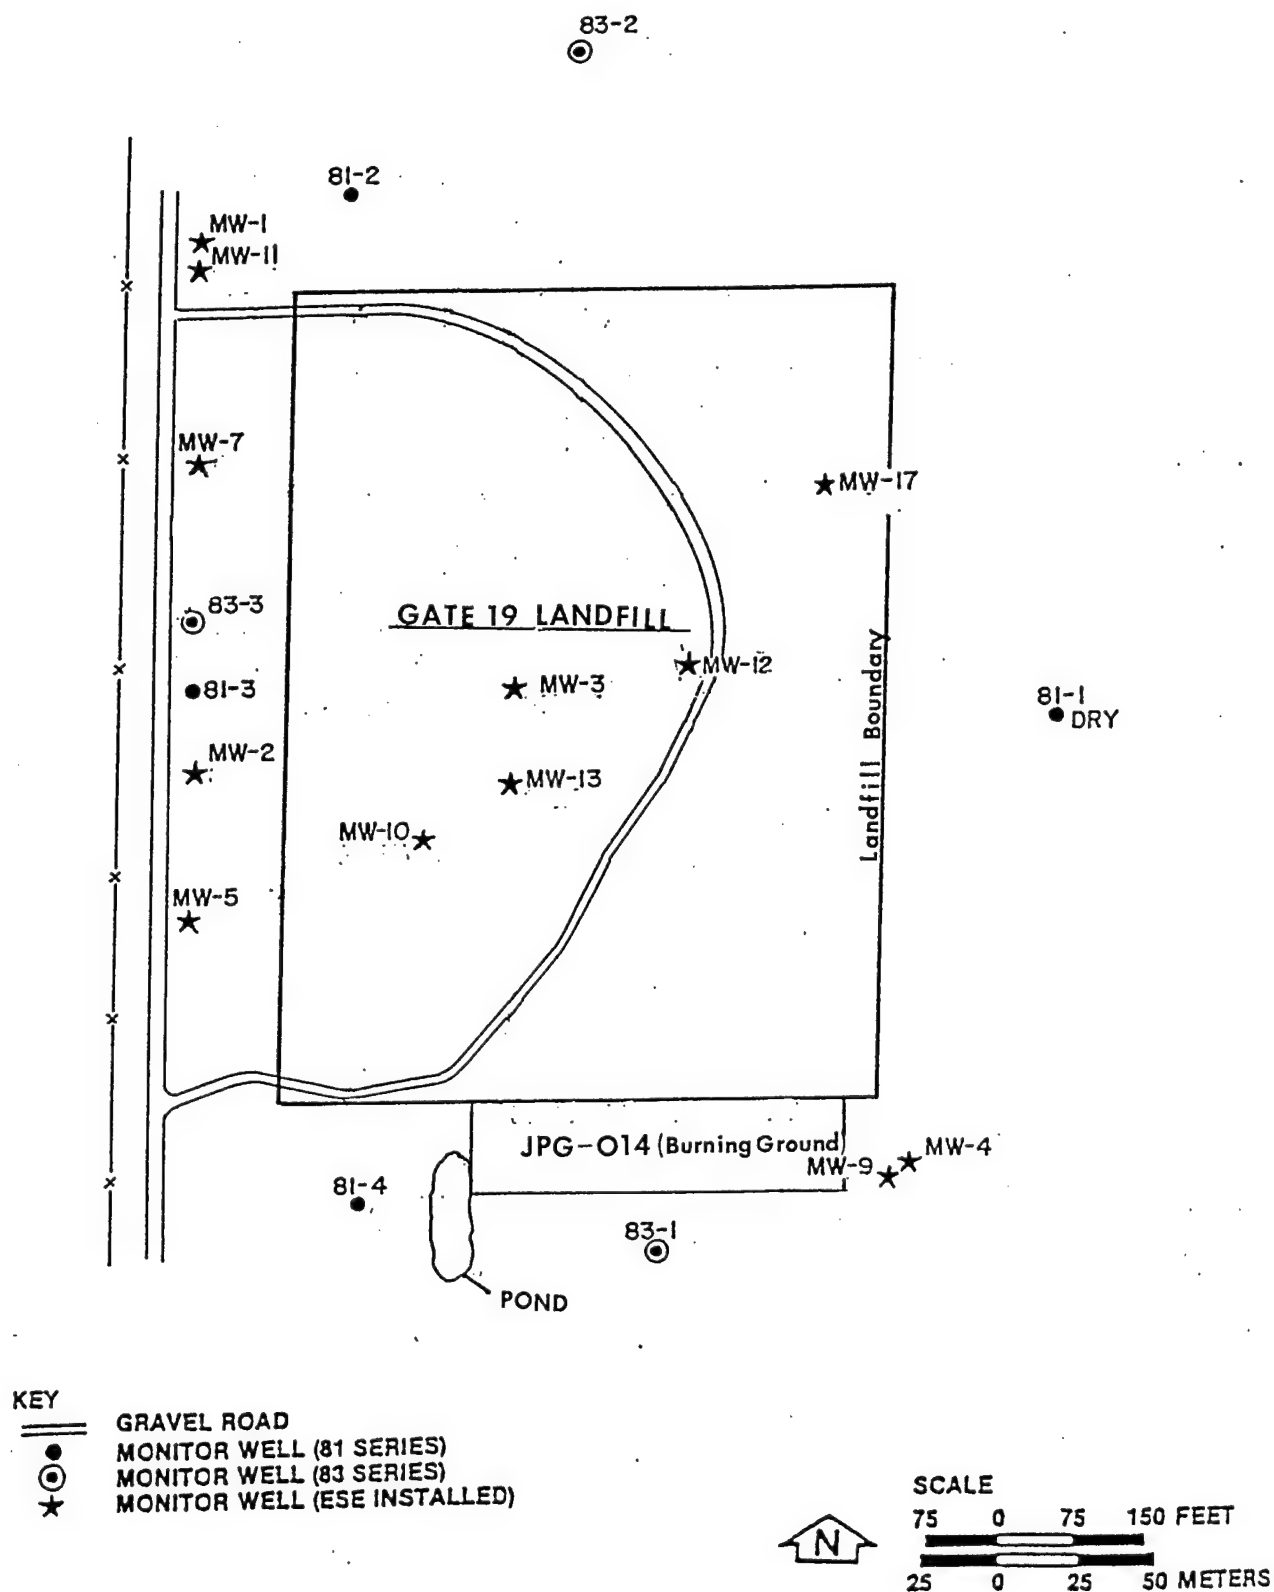 83-2
81-2
MW-1
MW-11
MW-7
MW-17
83-3
GATE 19 LANDFILL
MW-12
MW-3
81-3
81-1
DRY
Landfill Boundary
MW-2
MW-13
MW-10
MW-5
JPG-014 (Burning Ground)
MW-4
MW-9
81-4
83-1
POND
KEY
GRAVEL ROAD
MONITOR WELL (81 SERIES)
MONITOR WELL (83 SERIES)
MONITOR WELL (ESE INSTALLED)
N
SCALE
75 0 75 150 FEET
25 0 25 50 METERS